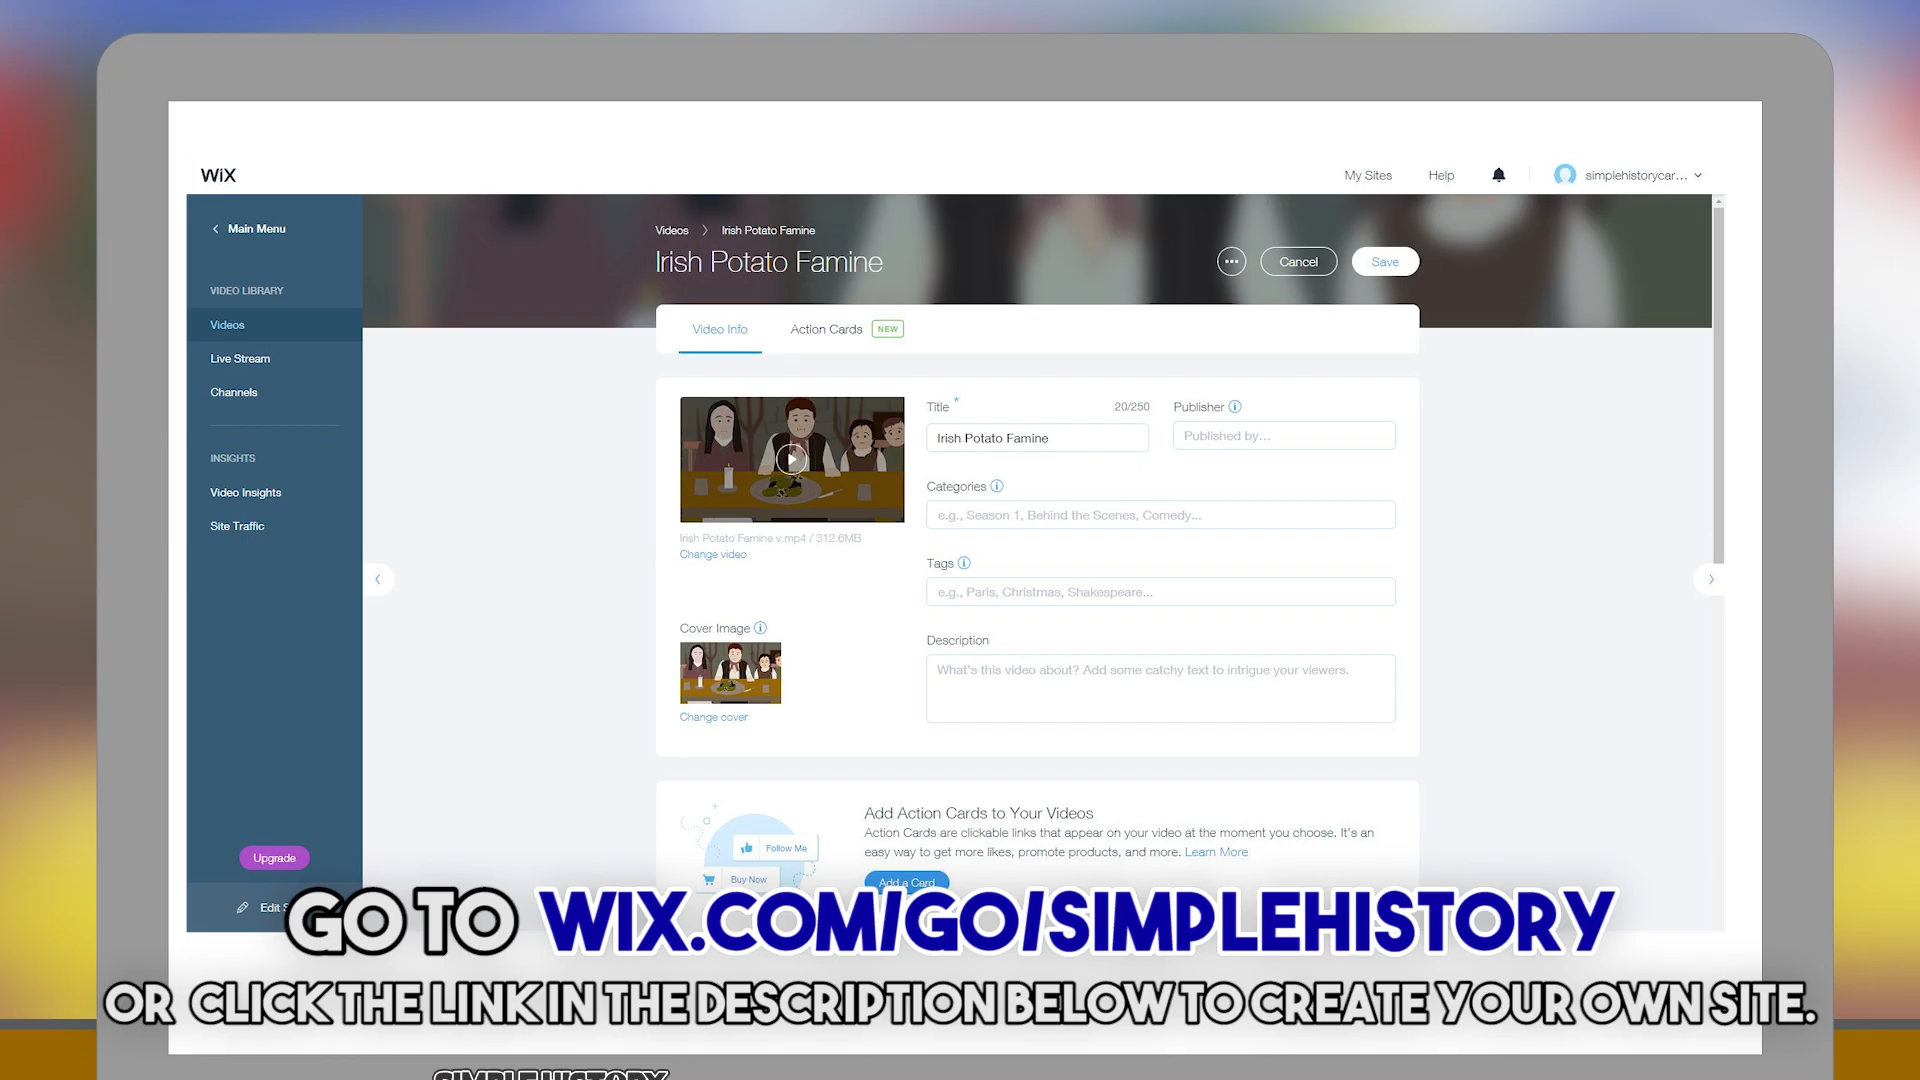 WiX
My Sites
Help
simplehistorycar...
Main Menu
VIDEO LIBRARY
Videos
Live Stream
Channels
INSIGHTS
Video Insights
Site Traffic
Upgrade
Edit
Videos
Irish Potato Famine
Irish Potato Famine
Cancel
Save
Video Info
Action Cards
NEW
Irish Potato Famine v.mp4 / 312.6MB
Change video
Cover Image
Change cover
Title *
20/250
Irish Potato Famine
Publisher
Published by...
Categories
e.g., Season 1, Behind the Scenes, Comedy...
Tags
e.g., Paris, Christmas, Shakespeare...
Description
What's this video about? Add some catchy text to intrigue your viewers.
Follow Me
Buy Now
Add Action Cards to Your Videos
Action Cards are clickable links that appear on your video at the moment you choose. It's an
easy way to get more likes, promote products, and more. Learn More
Add a Card
GO TO WIX.COM/GO/SIMPLEHISTORY
OR CLICK THE LINK IN THE DESCRIPTION BELOW TO CREATE YOUR OWN SITE.
SIMPLE HISTORY